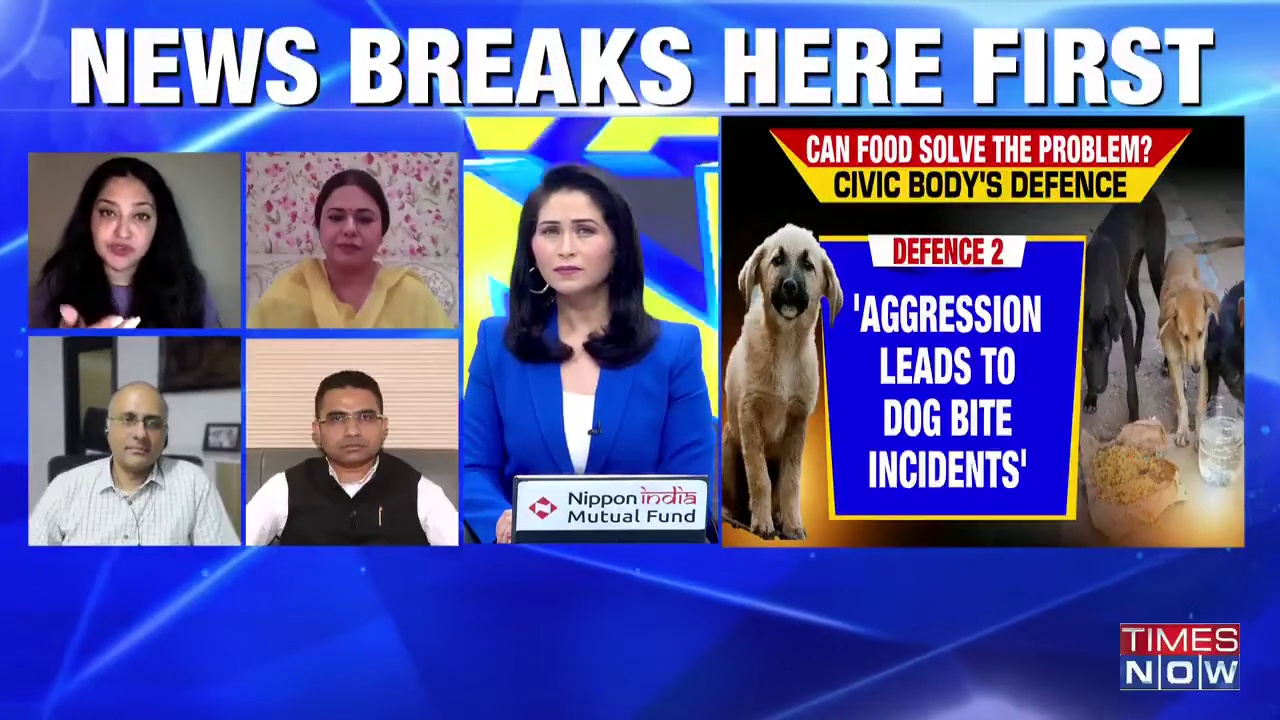 NEWS BREAKS HERE FIRST
CAN FOOD SOLVE THE PROBLEM?
CIVIC BODY'S DEFENCE
DEFENCE 2
'AGGRESSION
LEADS TO
DOG BITE
INCIDENTS'
Nippon india
Mutual Fund
TIMES
NOW